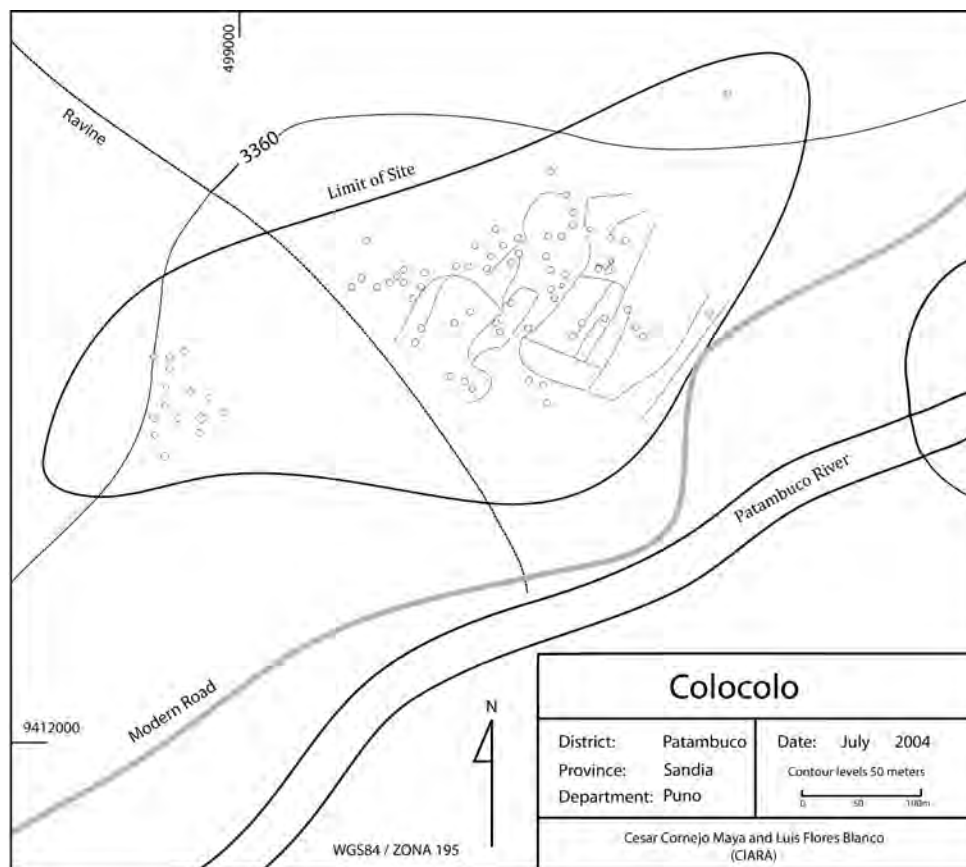 499000
Ravine
3360
Limit of Site
Patambuco River
Modern Road
9412000
N
WGS84 / ZONA 195
Colocolo
District: Patambuco
Province: Sandia
Department: Puno
Date: July 2004
Contour levels 50 meters
0 50 100m
Cesar Cornejo Maya and Luis Flores Blanco
(CIARA)